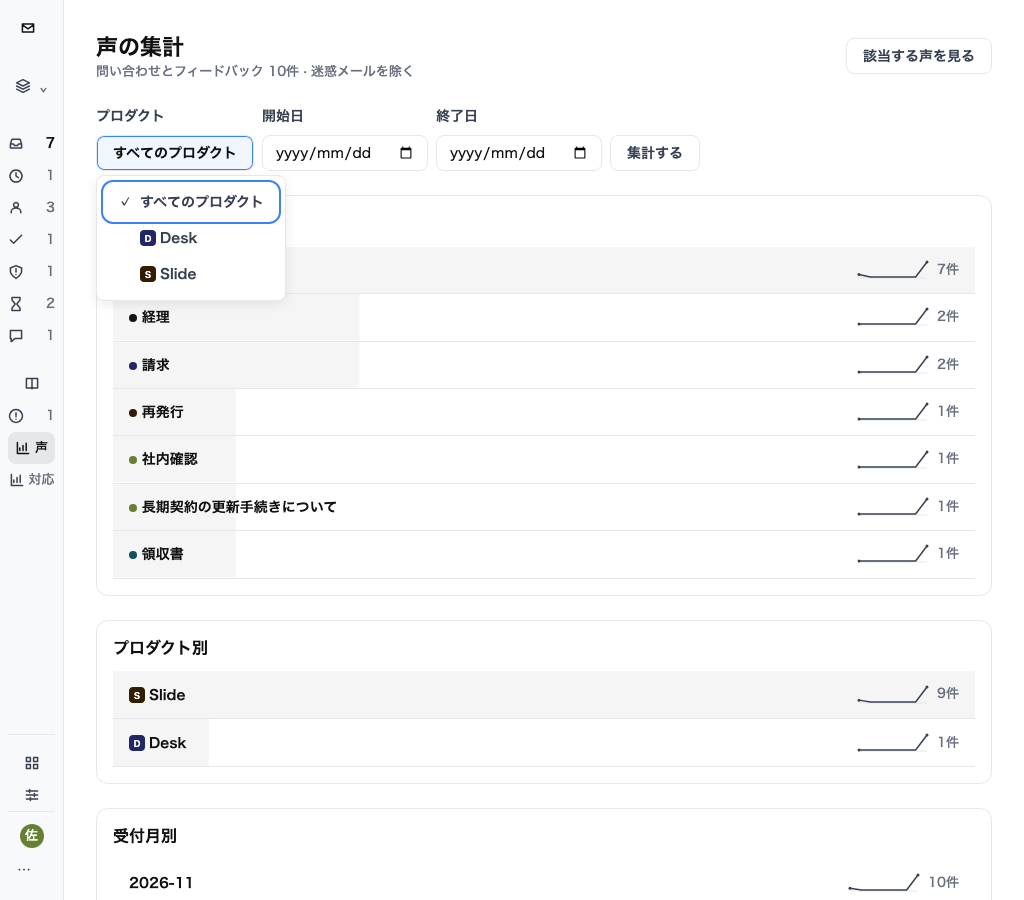 声の集計
問い合わせとフィードバック 10件 · 迷惑メールを除く
該当する声を見る
プロダクト
開始日
終了日
すべてのプロダクト
yyyy/mm/dd
yyyy/mm/dd
集計する
✓ すべてのプロダクト
D Desk
S Slide
7
1
3
1
1
2
1
1
声
対応
佐
…
7件
経理
2件
請求
2件
再発行
1件
社内確認
1件
長期契約の更新手続きについて
1件
領収書
1件
プロダクト別
S Slide
9件
D Desk
1件
受付月別
2026-11
10件